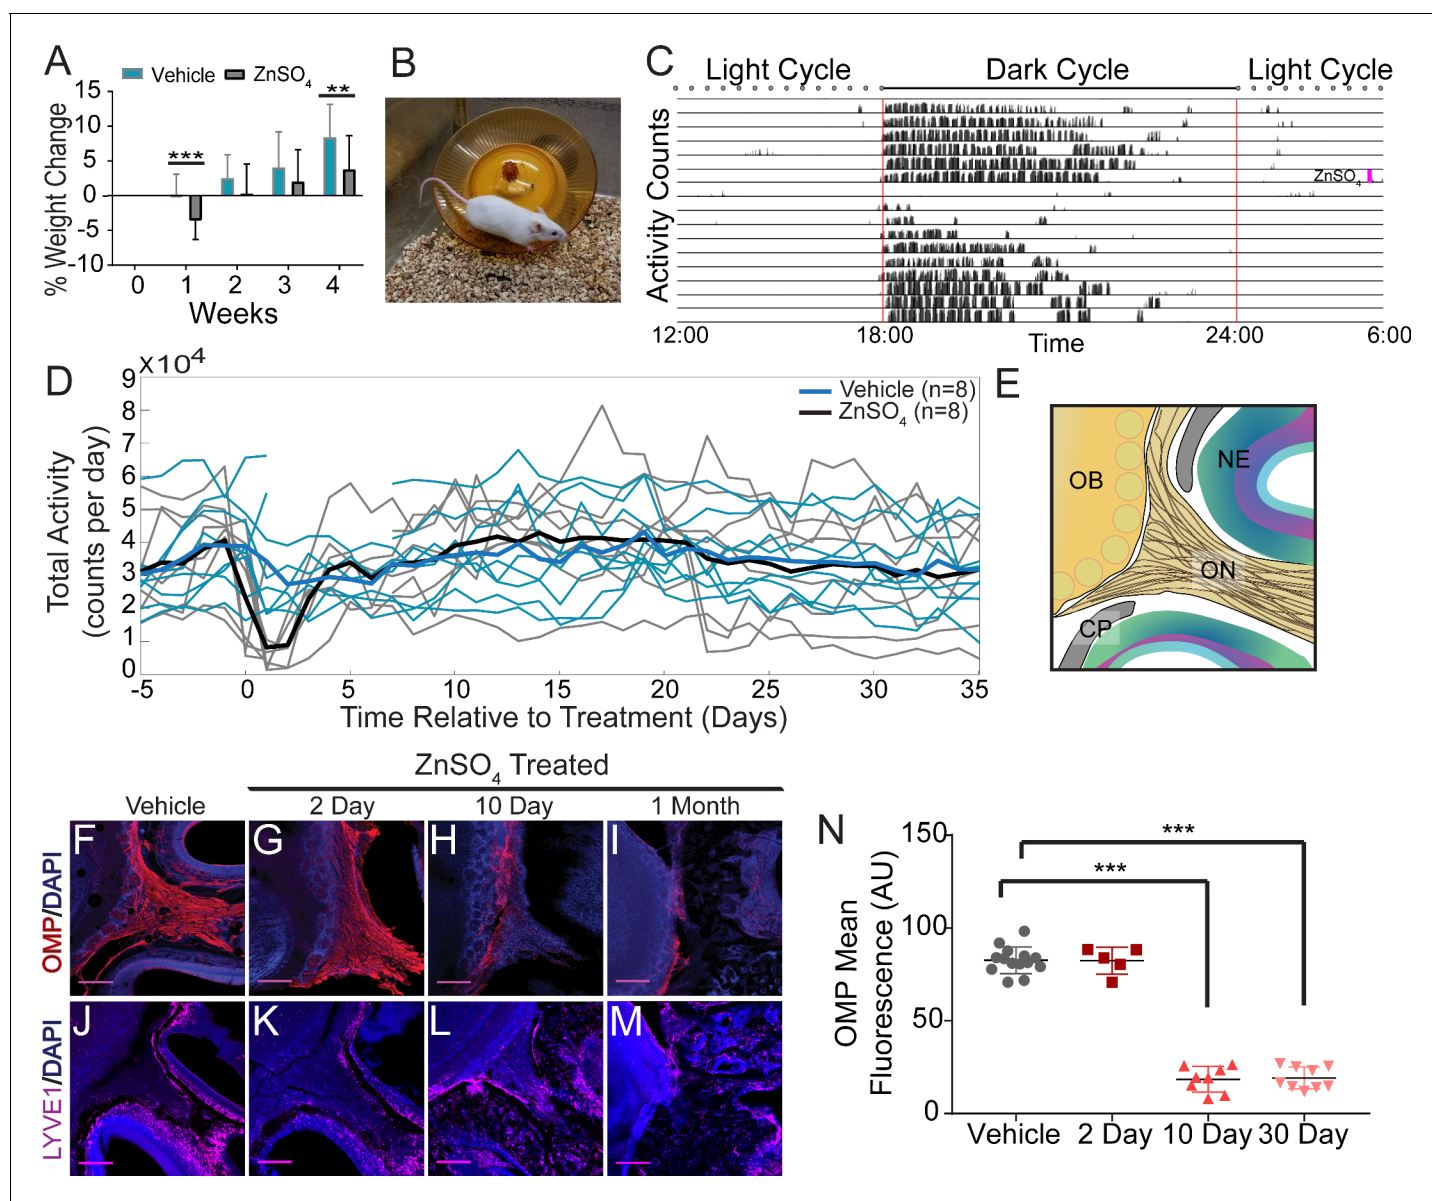 A
Vehicle
ZnSO4
% Weight Change
15
10
5
0
-5
-10
***
**
0 1 2 3 4
Weeks
B
C
Light Cycle Dark Cycle Light Cycle
Activity Counts
ZnSO4
12:00 18:00 24:00 6:00
Time
D
x10^4
Total Activity
(counts per day)
9
8
7
6
5
4
3
2
1
0
Vehicle (n=8)
ZnSO4 (n=8)
-5 0 5 10 15 20 25 30 35
Time Relative to Treatment (Days)
E
OB
NE
ON
CP
ZnSO4 Treated
Vehicle 2 Day 10 Day 1 Month
OMP/DAPI
F G H I
LYVE1/DAPI
J K L M
N
OMP Mean
Fluorescence (AU)
150
100
50
0
***
***
Vehicle 2 Day 10 Day 30 Day